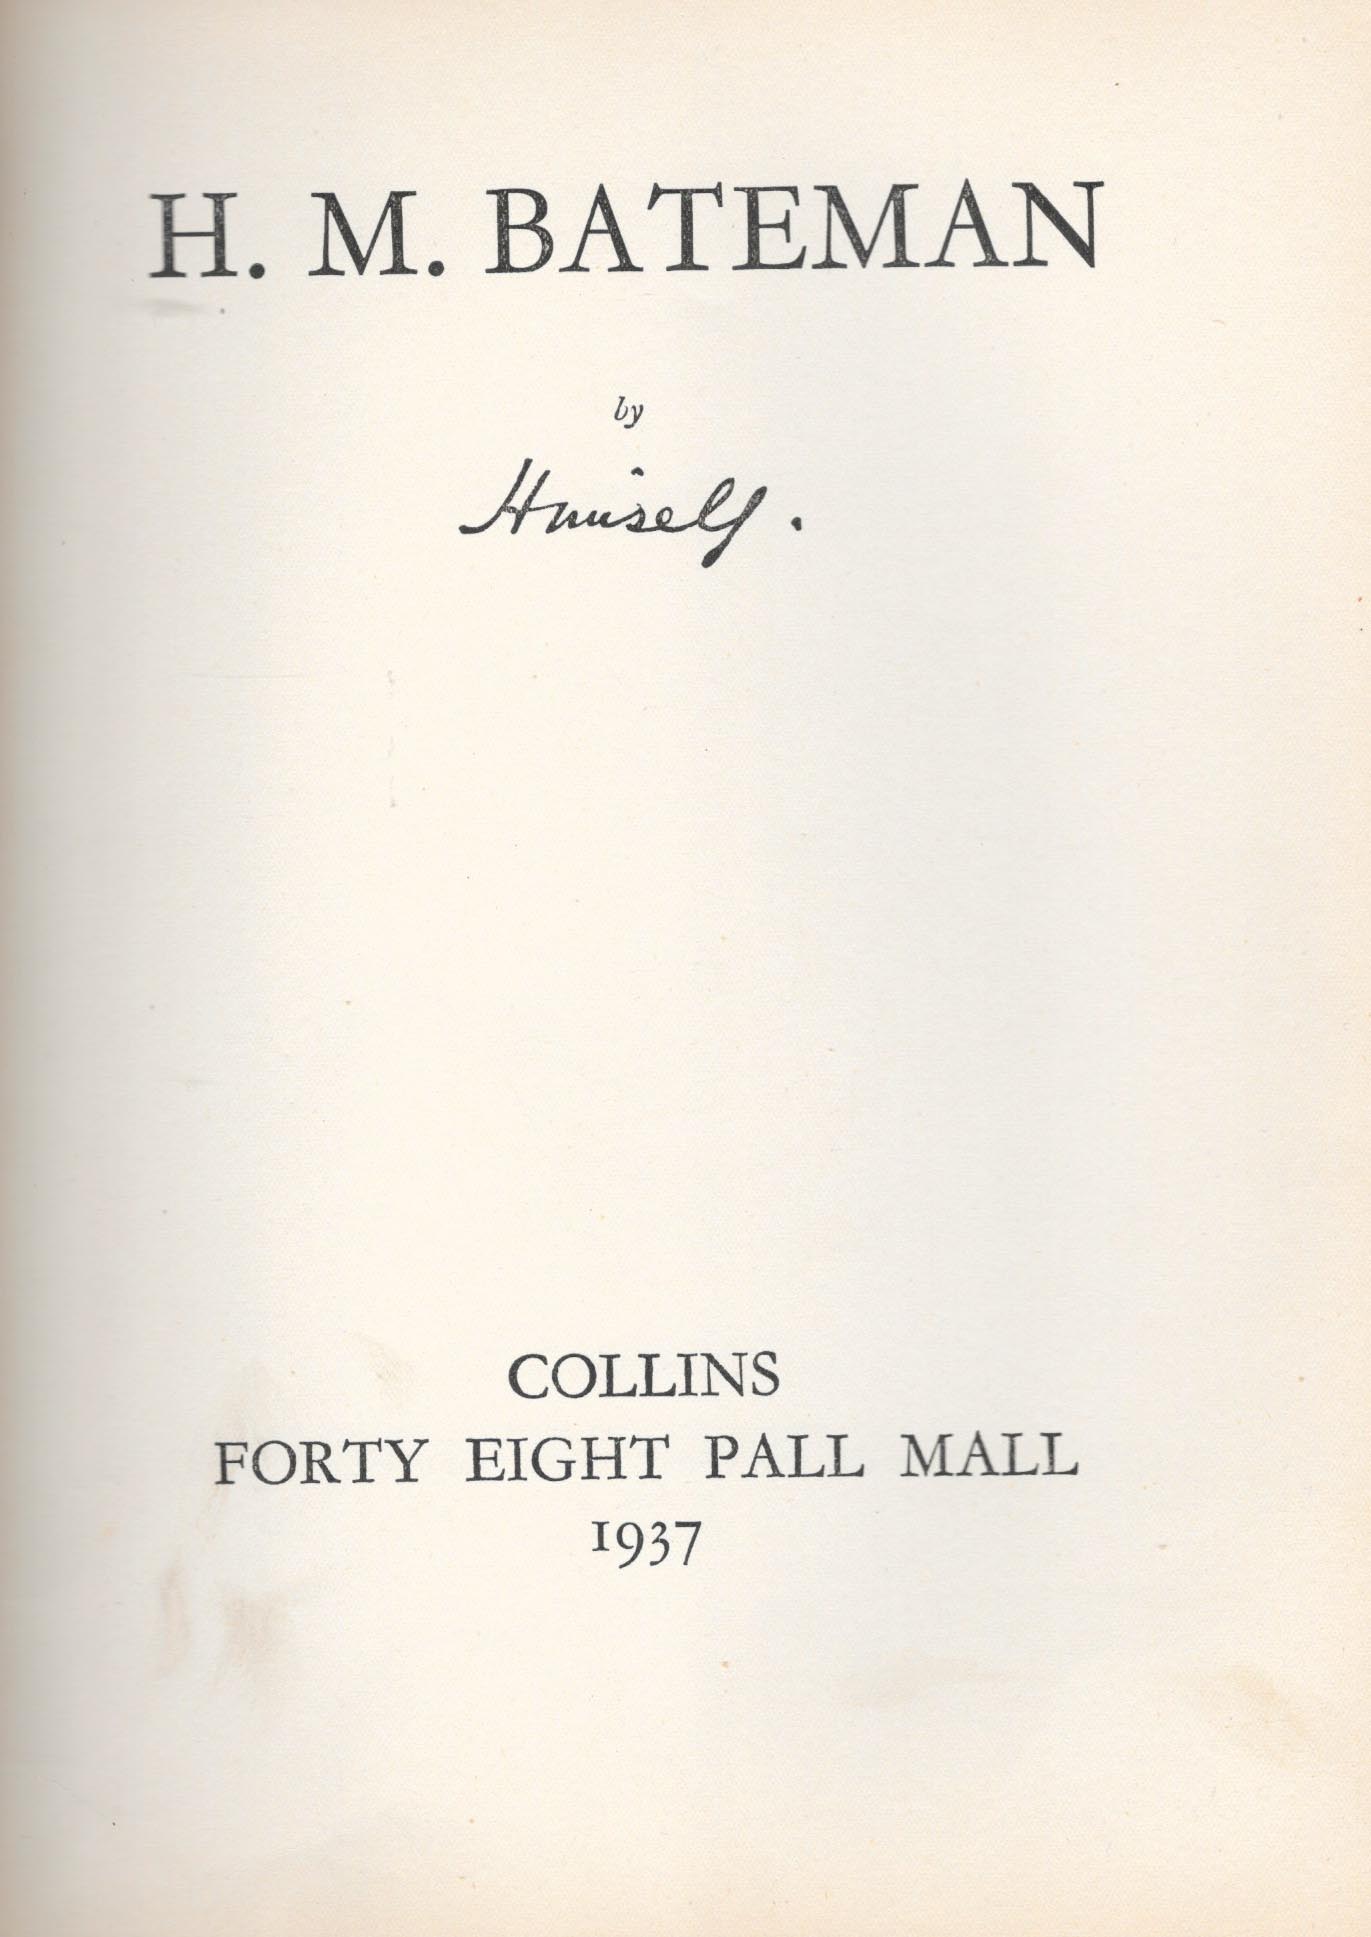 H. M. BATEMAN
by
Himself.
COLLINS
FORTY EIGHT PALL MALL
1937